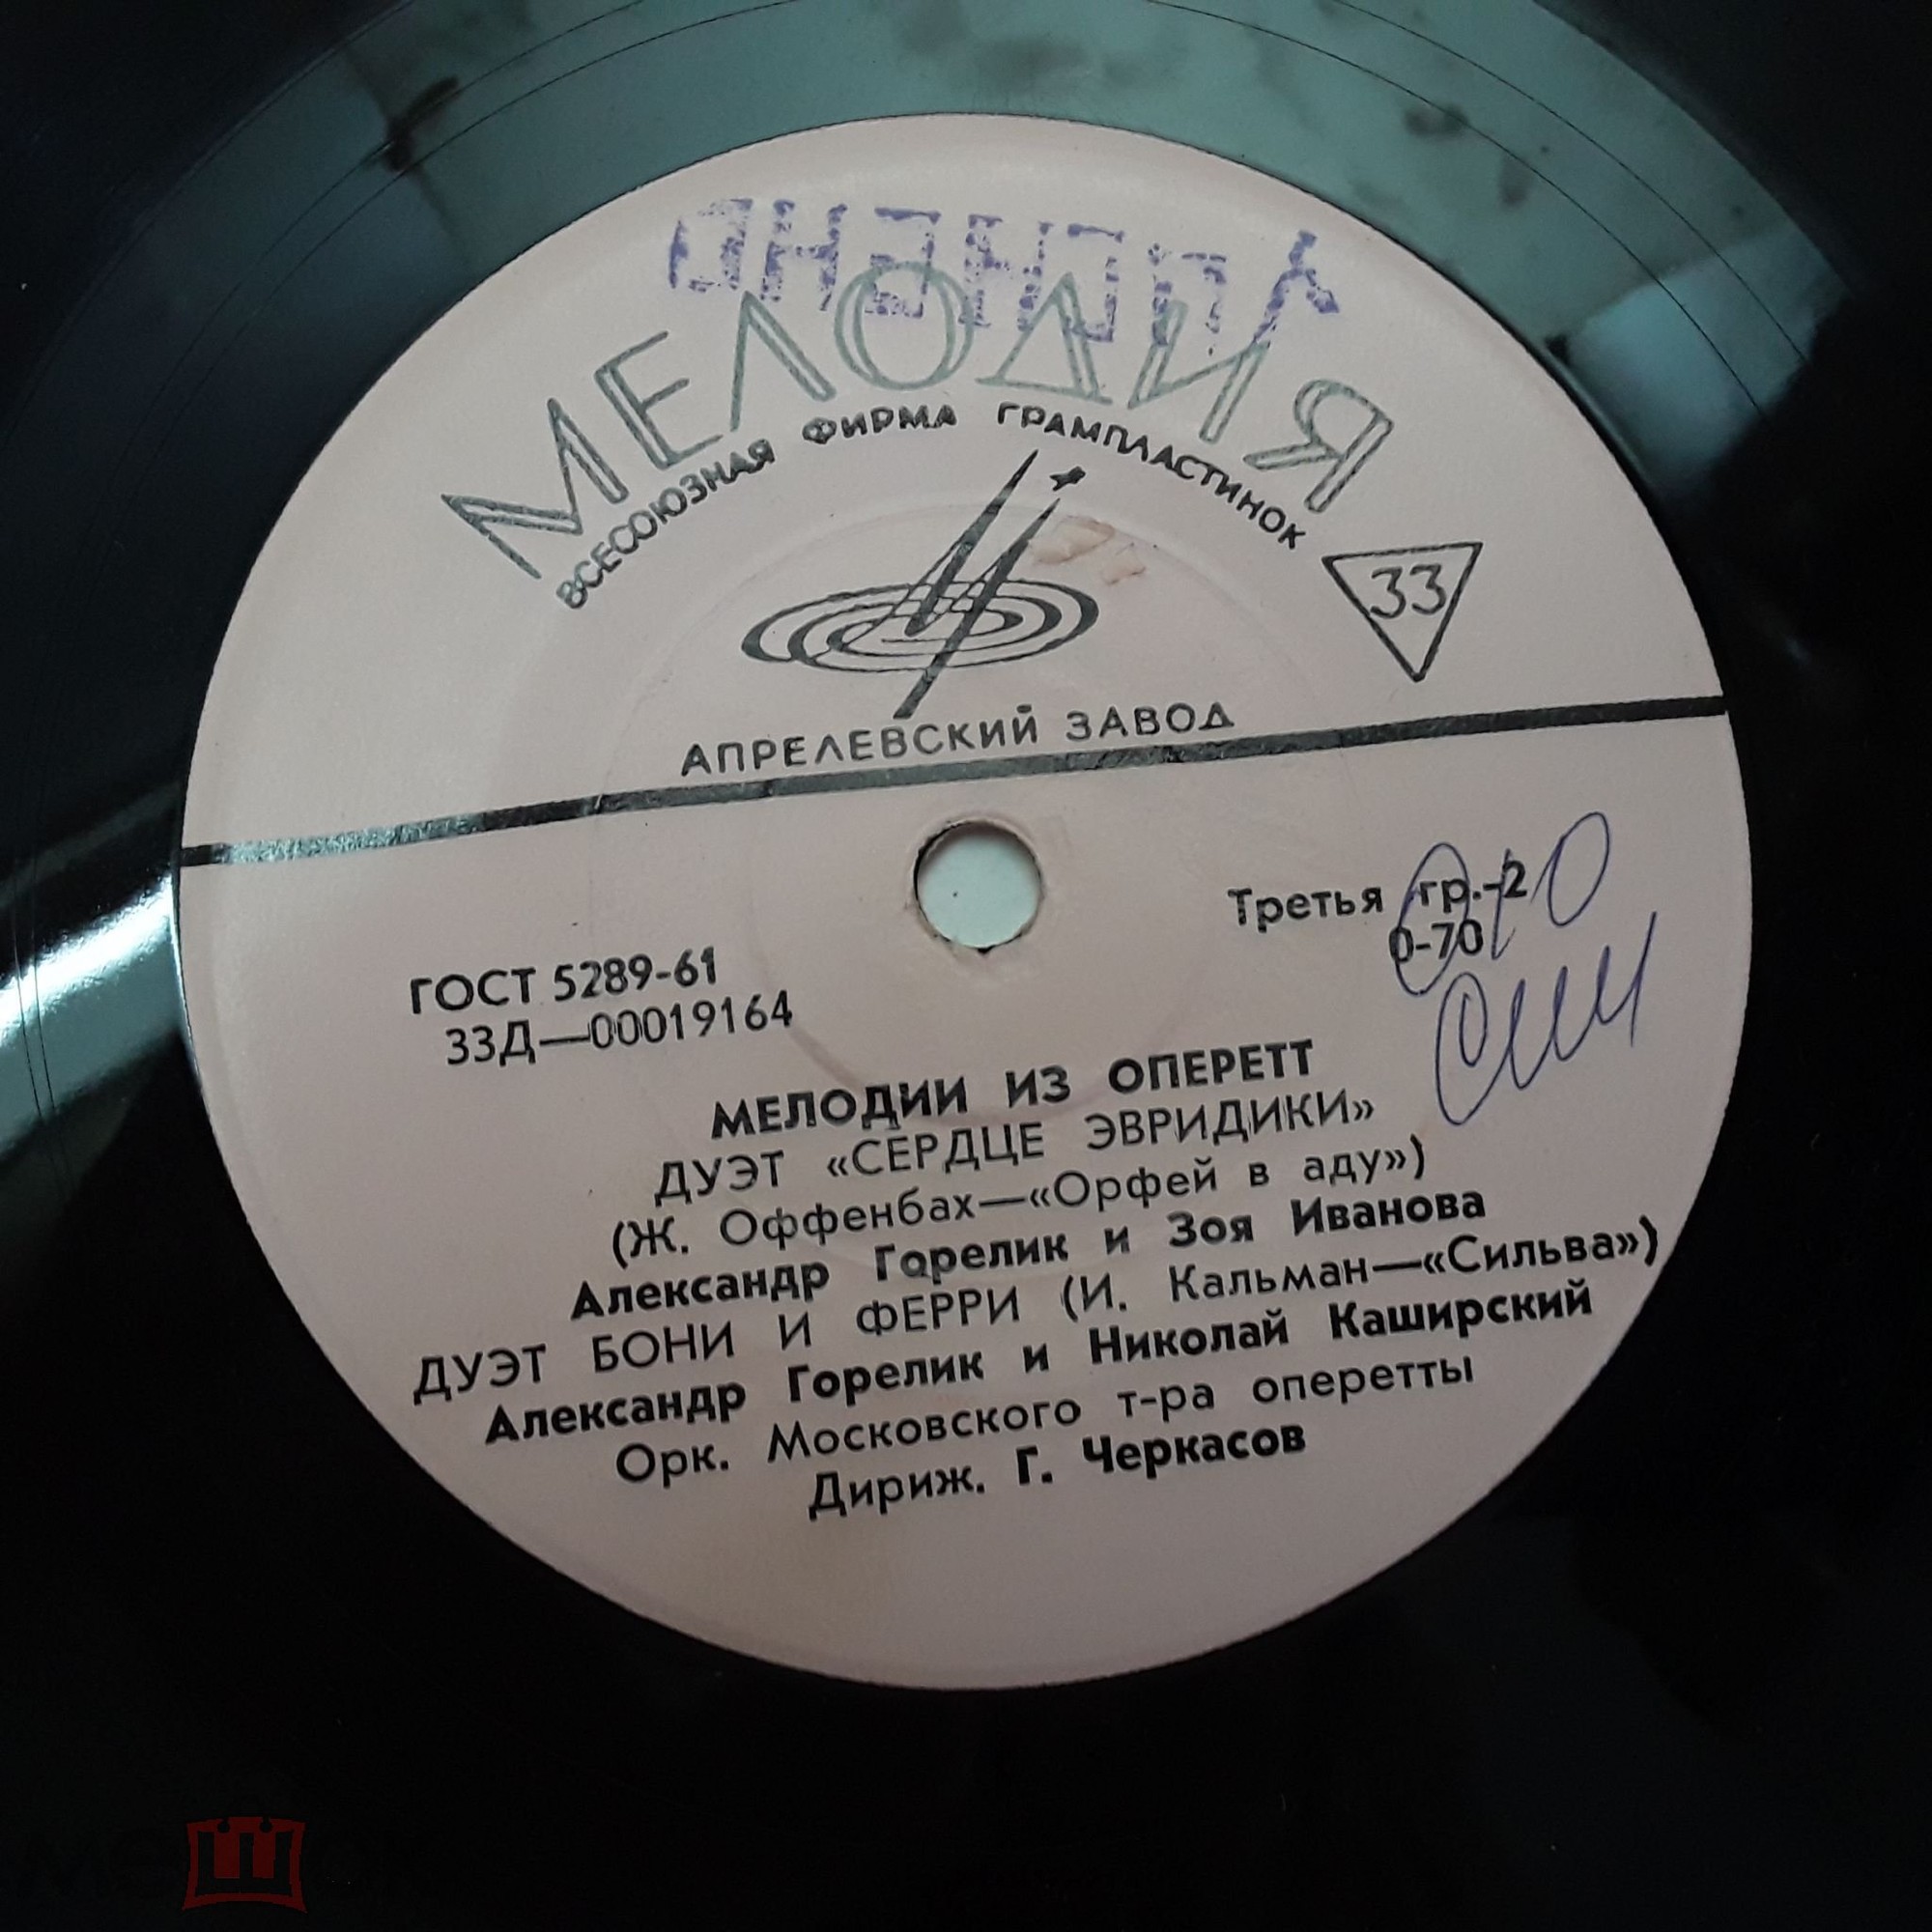 МЕЛОДИЯ
ВСЕСОЮЗНАЯ ФИРМА ГРАМПЛАСТИНОК
33
АПРЕЛЕВСКИЙ ЗАВОД
Третья гр.-2
0-70
ГОСТ 5289-61
33Д—00019164
МЕЛОДИИ ИЗ ОПЕРЕТТ
ДУЭТ «СЕРДЦЕ ЭВРИДИКИ»
(Ж. Оффенбах—«Орфей в аду»)
Александр Горелик и Зоя Иванова
ДУЭТ БОНИ И ФЕРРИ (И. Кальман—«Сильва»)
Александр Горелик и Николай Каширский
Орк. Московского т-ра оперетты
Дириж. Г. Черкасов